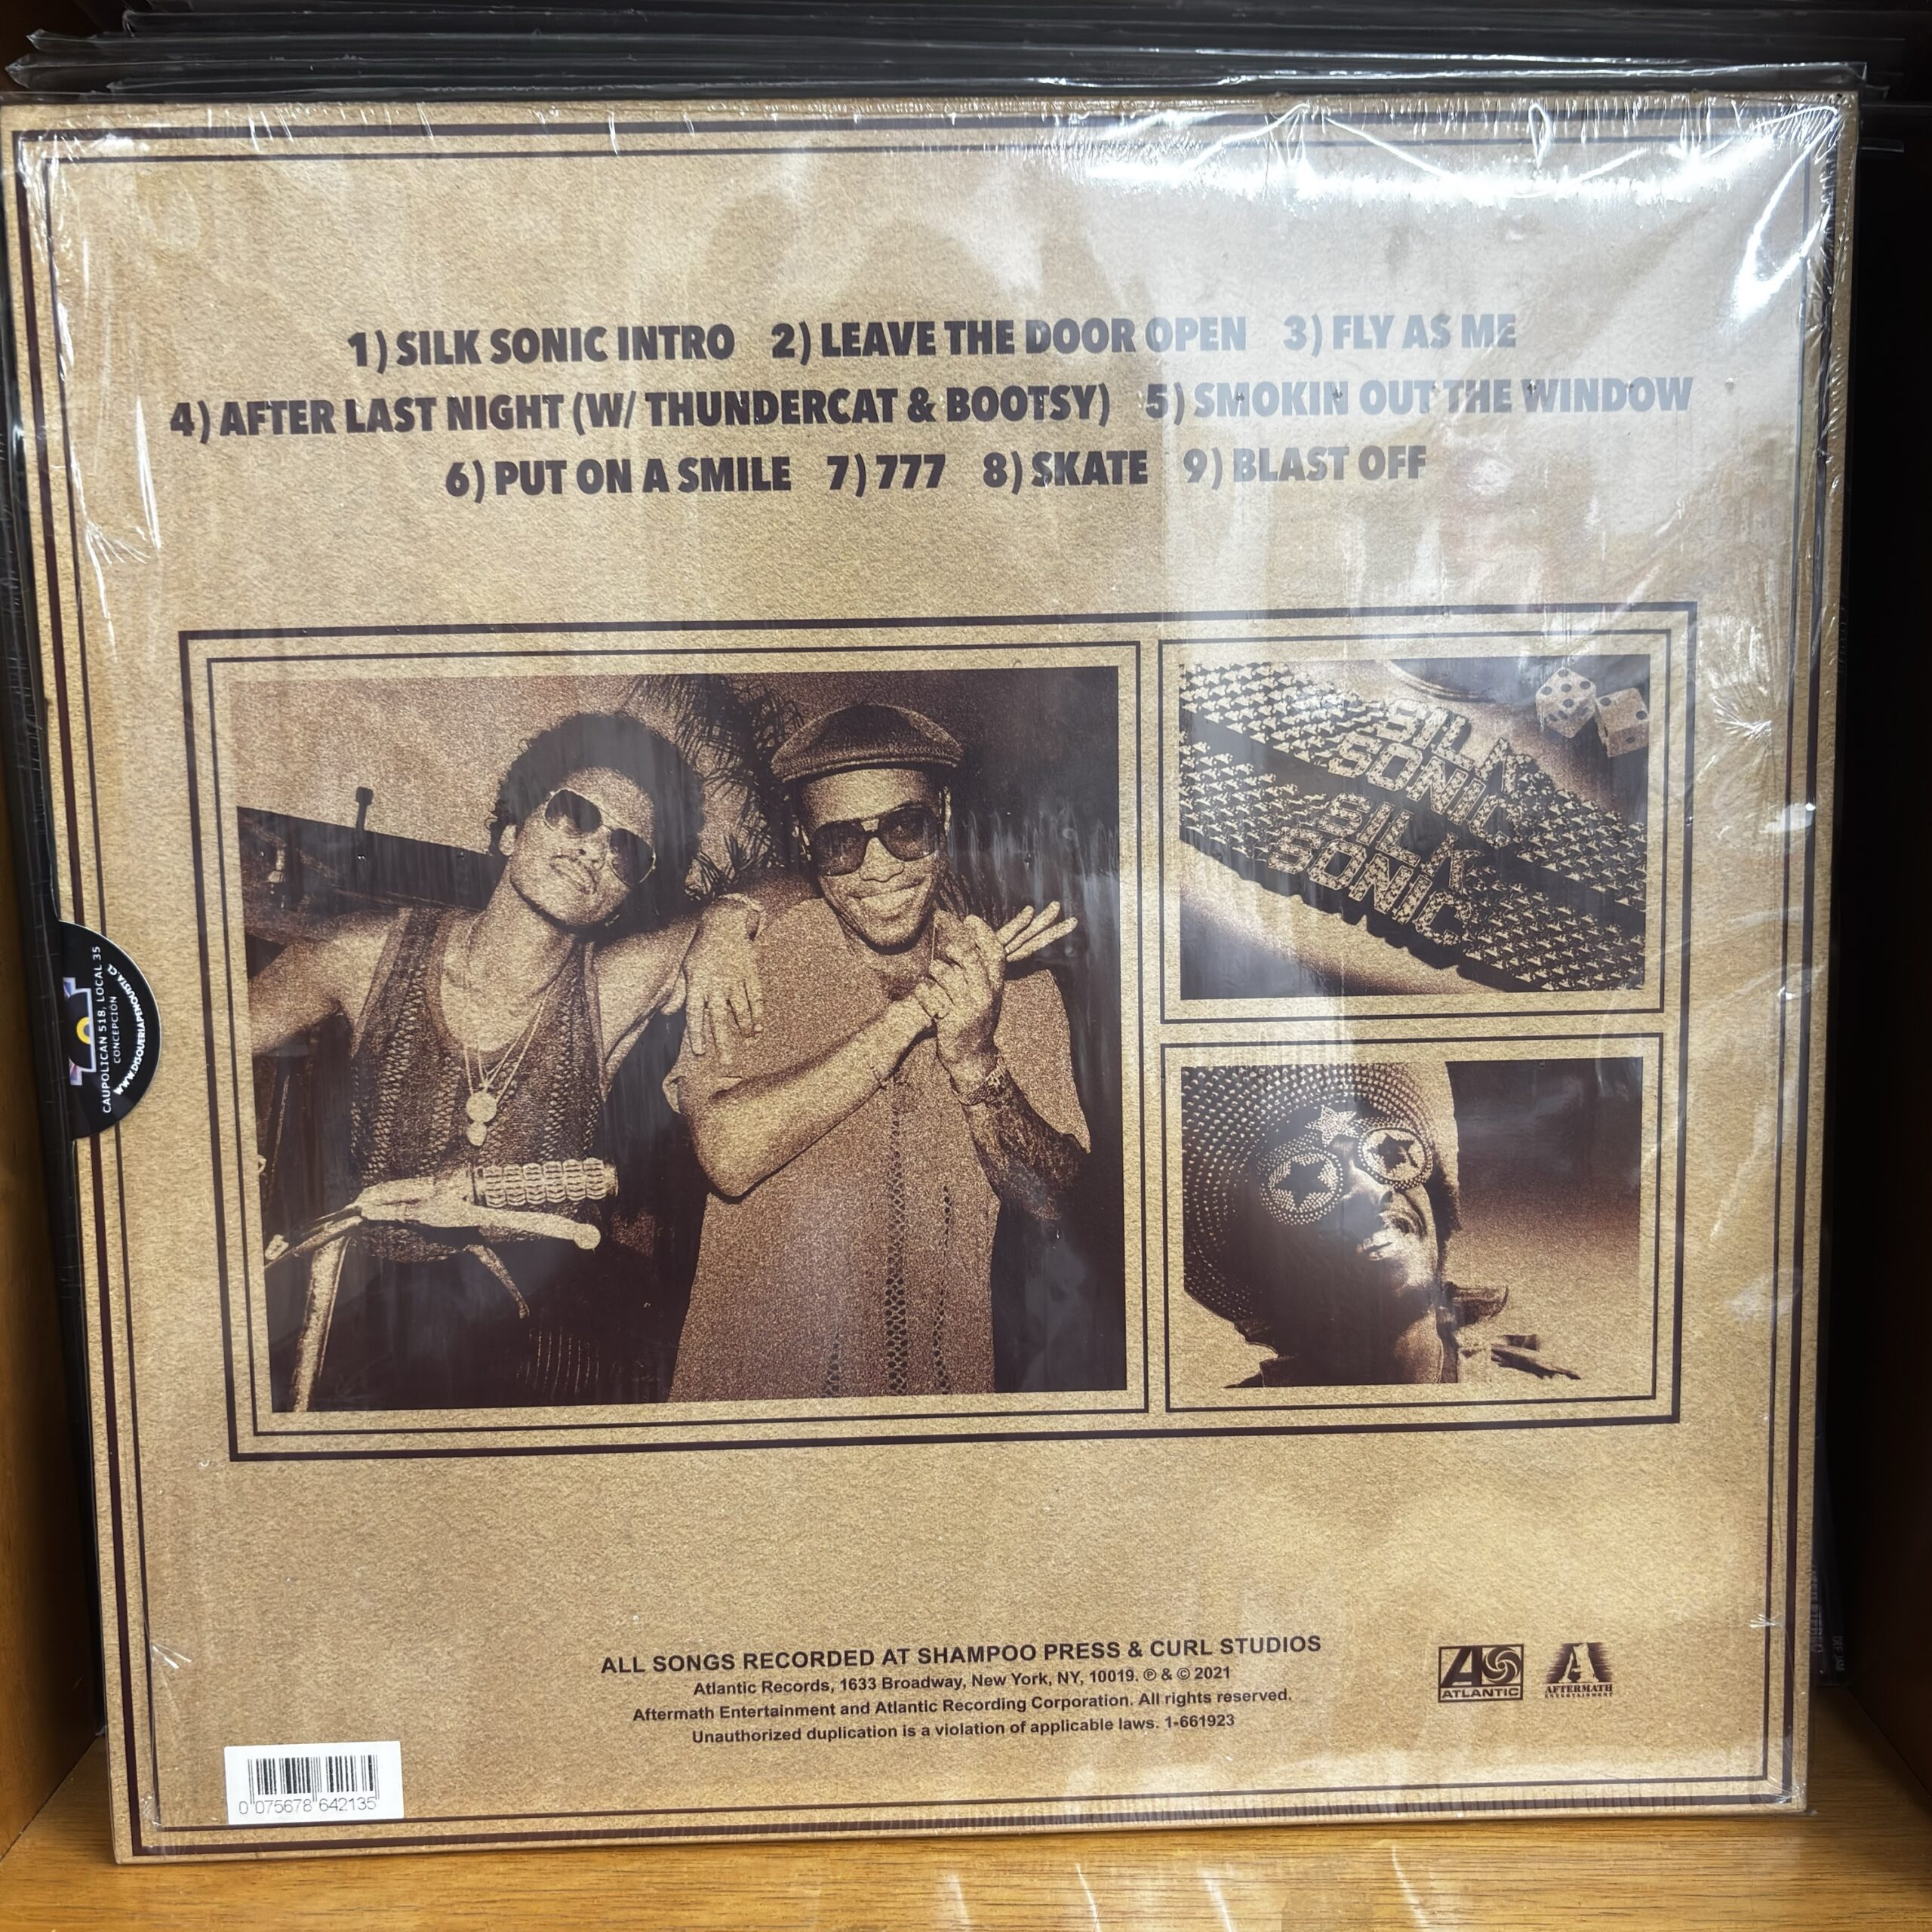 1) SILK SONIC INTRO 2) LEAVE THE DOOR OPEN 3) FLY AS ME
4) AFTER LAST NIGHT (W/ THUNDERCAT & BOOTSY) 5) SMOKIN OUT THE WINDOW
6) PUT ON A SMILE 7) 777 8) SKATE 9) BLAST OFF
SILK
SONIC
SILK
SONIC
CAUPOLICAN 518, LOCAL 35
CONCEPCIÓN
ALL SONGS RECORDED AT SHAMPOO PRESS & CURL STUDIOS
Atlantic Records, 1633 Broadway, New York, NY, 10019. ℗ & © 2021
Aftermath Entertainment and Atlantic Recording Corporation. All rights reserved.
Unauthorized duplication is a violation of applicable laws. 1-661923
ATLANTIC
AFTERMATH
ENTERTAINMENT
0 075678 642135